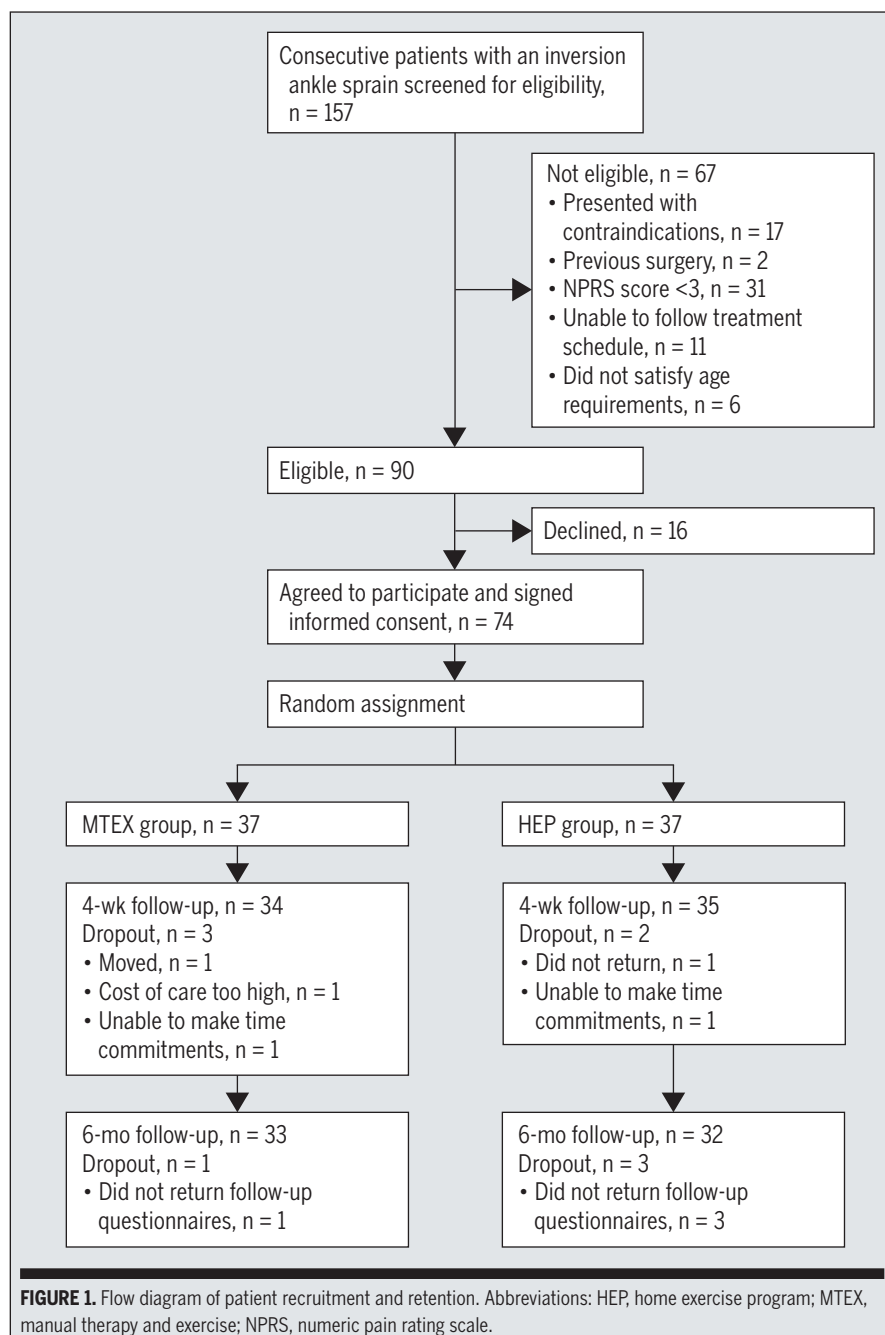 Consecutive patients with an inversion
ankle sprain screened for eligibility,
n = 157
Not eligible, n = 67
• Presented with
contraindications, n = 17
• Previous surgery, n = 2
• NPRS score <3, n = 31
• Unable to follow treatment
schedule, n = 11
• Did not satisfy age
requirements, n = 6
Eligible, n = 90
Declined, n = 16
Agreed to participate and signed
informed consent, n = 74
Random assignment
MTEX group, n = 37
HEP group, n = 37
4-wk follow-up, n = 34
Dropout, n = 3
• Moved, n = 1
• Cost of care too high, n = 1
• Unable to make time
commitments, n = 1
4-wk follow-up, n = 35
Dropout, n = 2
• Did not return, n = 1
• Unable to make time
commitments, n = 1
6-mo follow-up, n = 33
Dropout, n = 1
• Did not return follow-up
questionnaires, n = 1
6-mo follow-up, n = 32
Dropout, n = 3
• Did not return follow-up
questionnaires, n = 3
FIGURE 1. Flow diagram of patient recruitment and retention. Abbreviations: HEP, home exercise program; MTEX,
manual therapy and exercise; NPRS, numeric pain rating scale.